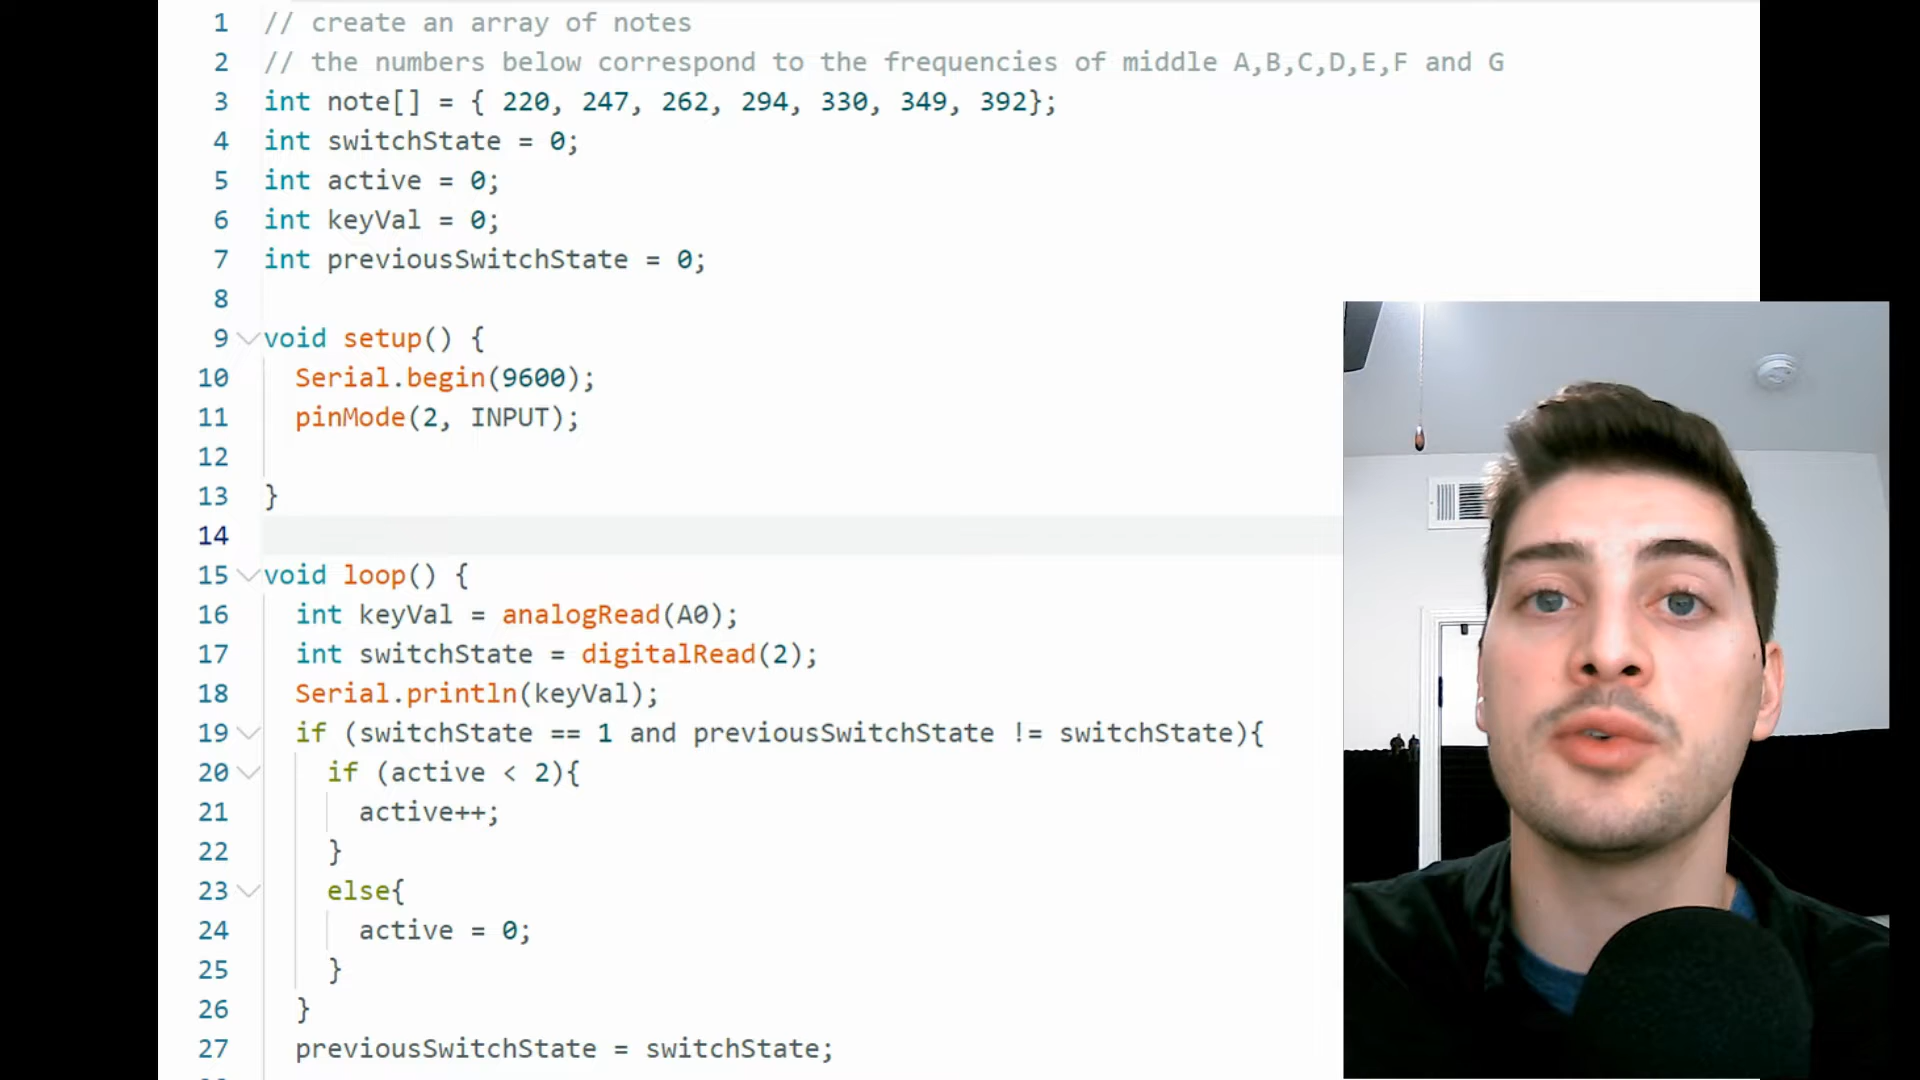 1 // create an array of notes
2 // the numbers below correspond to the frequencies of middle A,B,C,D,E,F and G
3 int note[] = { 220, 247, 262, 294, 330, 349, 392};
4 int switchState = 0;
5 int active = 0;
6 int keyVal = 0;
7 int previousSwitchState = 0;
8
9 void setup() {
10 Serial.begin(9600);
11 pinMode(2, INPUT);
12
13 }
14
15 void loop() {
16 int keyVal = analogRead(A0);
17 int switchState = digitalRead(2);
18 Serial.println(keyVal);
19 if (switchState == 1 and previousSwitchState != switchState){
20 if (active < 2){
21 active++;
22 }
23 else{
24 active = 0;
25 }
26 }
27 previousSwitchState = switchState;